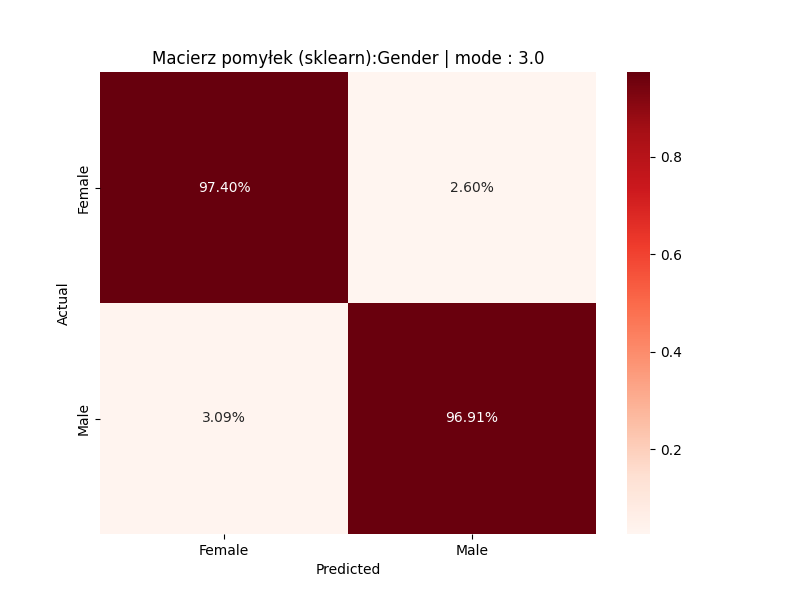 Macierz pomyłek (sklearn):Gender | mode : 3.0
Female
97.40%
2.60%
Actual
Male
3.09%
96.91%
Female
Male
Predicted
0.8
0.6
0.4
0.2